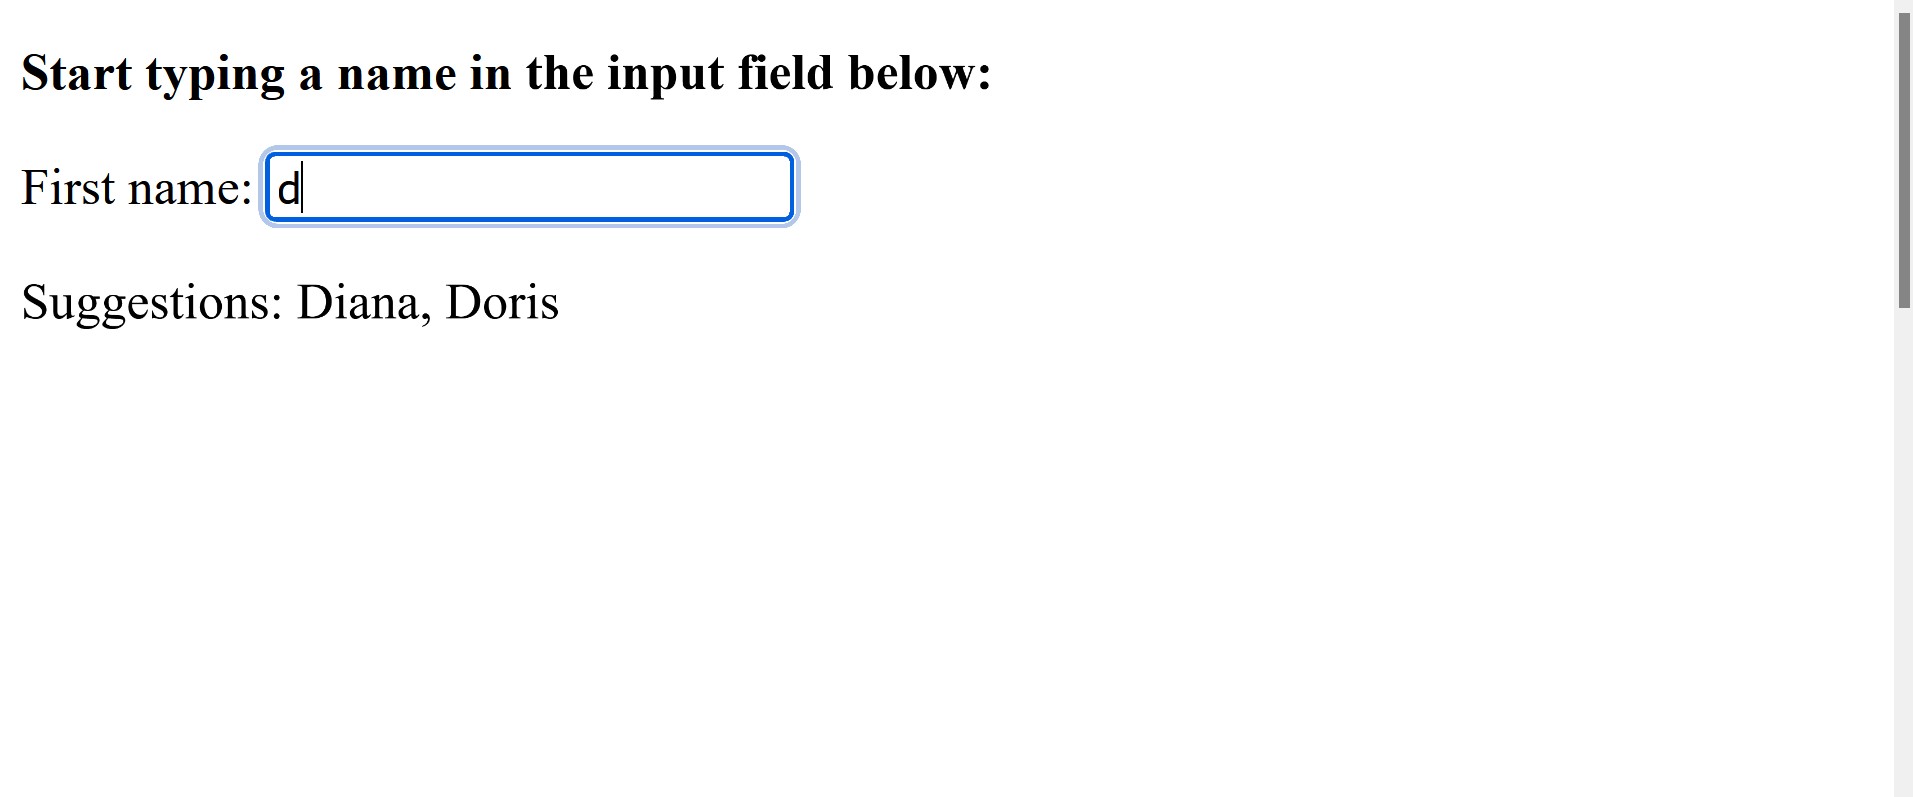 Start typing a name in the input field below:
First name: d
Suggestions: Diana, Doris